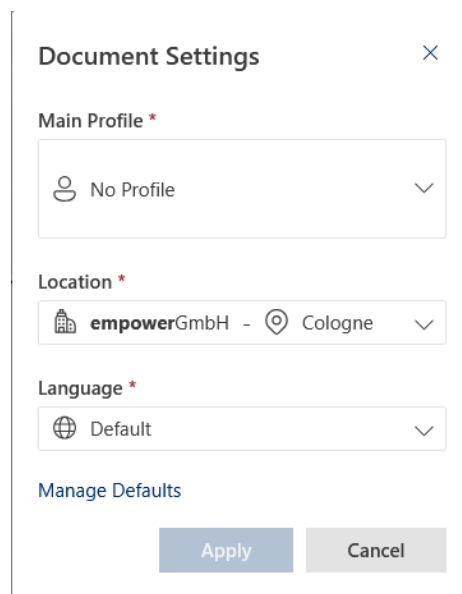 Document Settings
Main Profile *
No Profile
Location *
empowerGmbH - Cologne
Language *
Default
Manage Defaults
Apply Cancel